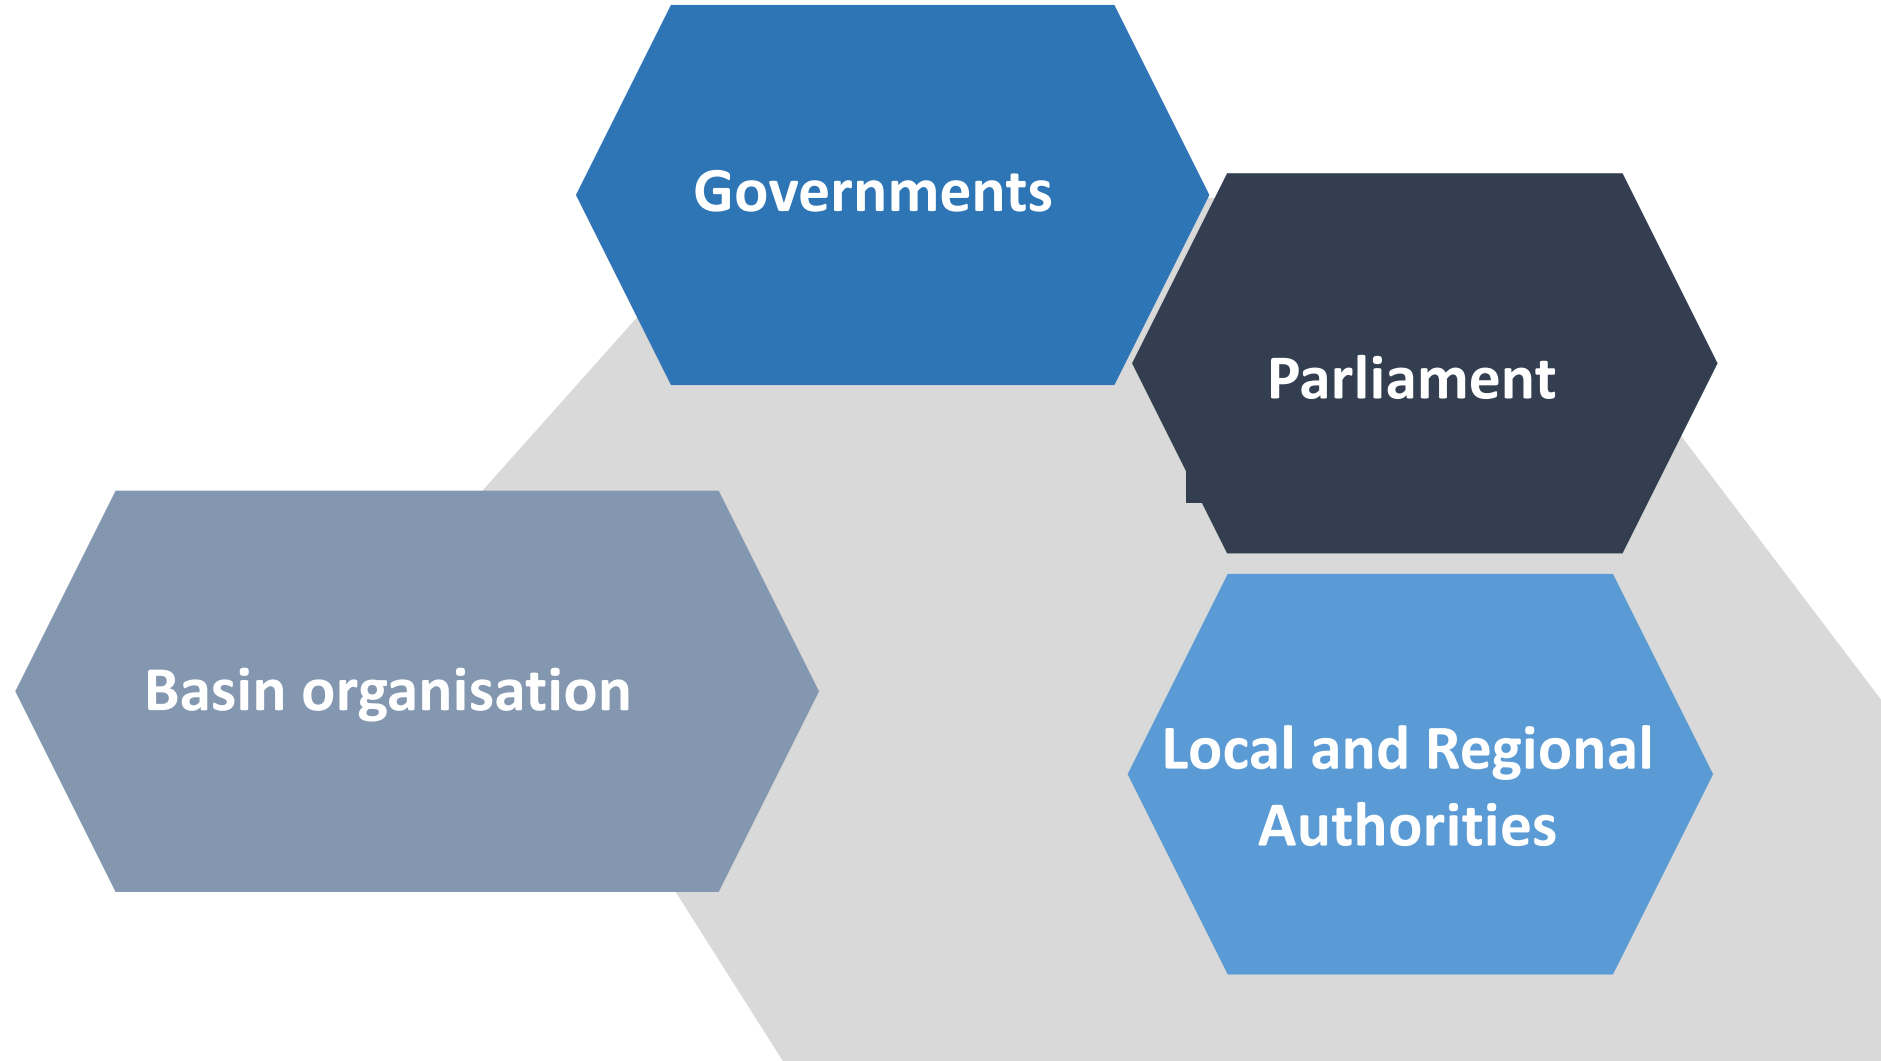 Governments
Parliament
Basin organisation
Local and Regional
Authorities